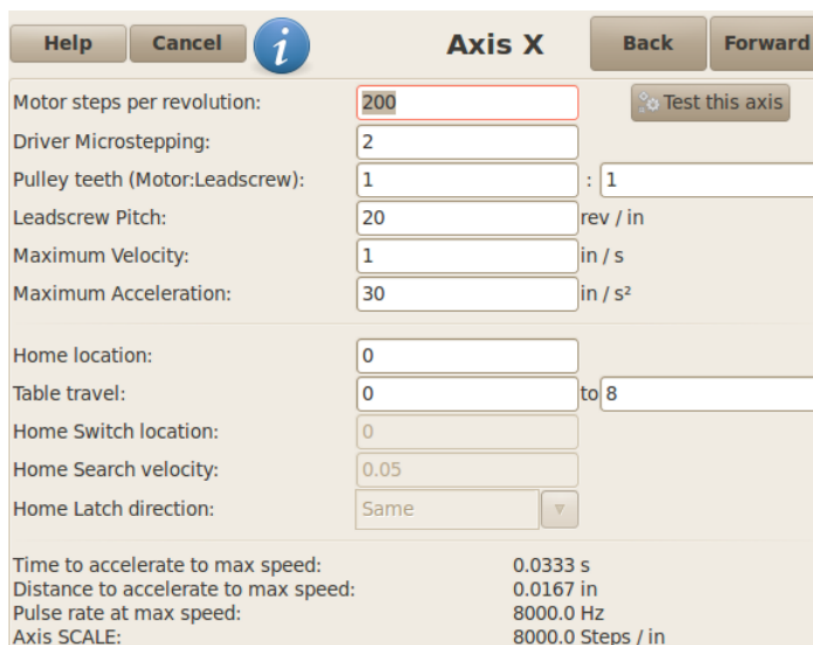 Help Cancel i Axis X Back Forward
Motor steps per revolution: 200 Test this axis
Driver Microstepping: 2
Pulley teeth (Motor:Leadscrew): 1 : 1
Leadscrew Pitch: 20 rev / in
Maximum Velocity: 1 in / s
Maximum Acceleration: 30 in / s²
Home location: 0
Table travel: 0 to 8
Home Switch location: 0
Home Search velocity: 0.05
Home Latch direction: Same
Time to accelerate to max speed: 0.0333 s
Distance to accelerate to max speed: 0.0167 in
Pulse rate at max speed: 8000.0 Hz
Axis SCALE: 8000.0 Steps / in